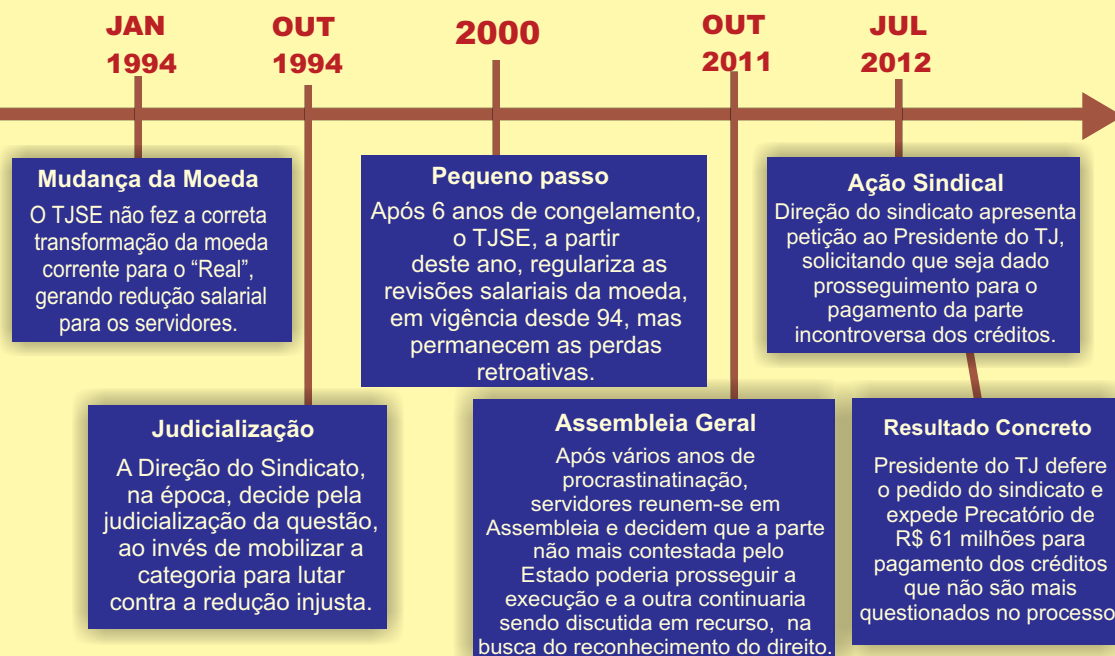 JAN
1994
OUT
1994
2000
OUT
2011
JUL
2012
Mudança da Moeda
O TJSE não fez a correta
transformação da moeda
corrente para o “Real”,
gerando redução salarial
para os servidores.
Judicialização
A Direção do Sindicato,
na época, decide pela
judicialização da questão,
ao invés de mobilizar a
categoria para lutar
contra a redução injusta.
Pequeno passo
Após 6 anos de congelamento,
o TJSE, a partir
deste ano, regulariza as
revisões salariais da moeda,
em vigência desde 94, mas
permanecem as perdas
retroativas.
Assembleia Geral
Após vários anos de
procrastinatinação,
servidores reunem-se em
Assembleia e decidem que a parte
não mais contestada pelo
Estado poderia prosseguir a
execução e a outra continuaria
sendo discutida em recurso, na
busca do reconhecimento do direito.
Ação Sindical
Direção do sindicato apresenta
petição ao Presidente do TJ,
solicitando que seja dado
prosseguimento para o
pagamento da parte
incontroversa dos créditos.
Resultado Concreto
Presidente do TJ defere
o pedido do sindicato e
expede Precatório de
R$ 61 milhões para
pagamento dos créditos
que não são mais
questionados no processo